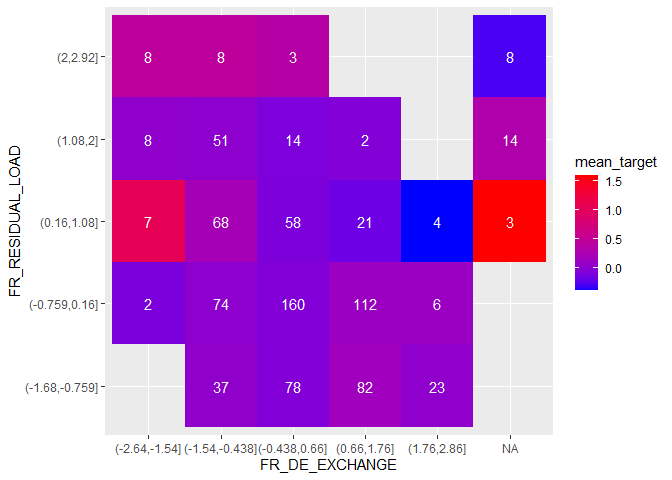 (2,2.92] 8 8 3 8
(1.08,2] 8 51 14 2 14
(0.16,1.08] 7 68 58 21 4 3
(-0.759,0.16] 2 74 160 112 6
(-1.68,-0.759] 37 78 82 23
(-2.64,-1.54] (-1.54,-0.438] (-0.438,0.66] (0.66,1.76] (1.76,2.86] NA
FR_DE_EXCHANGE
FR_RESIDUAL_LOAD
mean_target
1.5
1.0
0.5
0.0